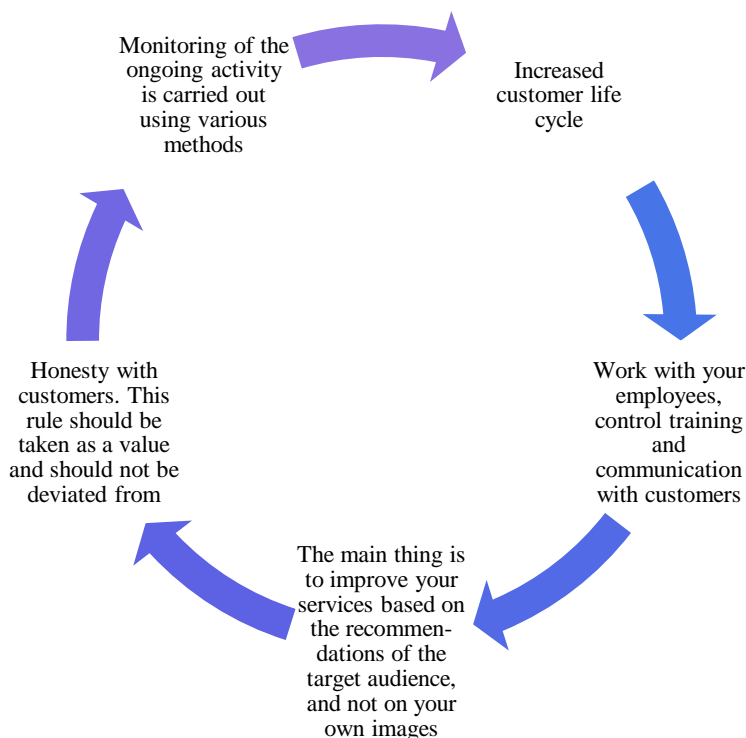 Monitoring of the
ongoing activity
is carried out
using various
methods
Increased
customer life
cycle
Work with your
employees,
control training
and
communication
with customers
The main thing is
to improve your
services based on
the recommen-
dations of the
target audience,
and not on your
own images
Honesty with
customers. This
rule should be
taken as a value
and should not be
deviated from